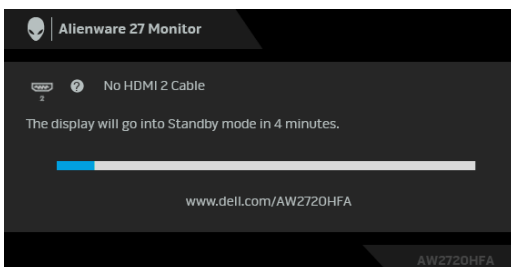 Alienware 27 Monitor
2
? No HDMI 2 Cable
The display will go into Standby mode in 4 minutes.
www.dell.com/AW2720HFA
AW2720HFA